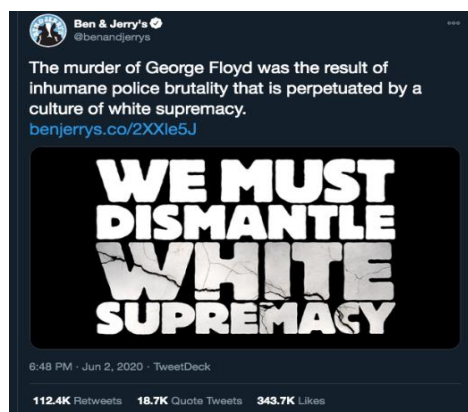 Ben & Jerry's
@benandjerrys
The murder of George Floyd was the result of
inhumane police brutality that is perpetuated by a
culture of white supremacy.
benjerrys.co/2XXle5J
WE MUST
DISMANTLE
WHITE
SUPREMACY
6:48 PM · Jun 2, 2020 · TweetDeck
112.4K Retweets 18.7K Quote Tweets 343.7K Likes